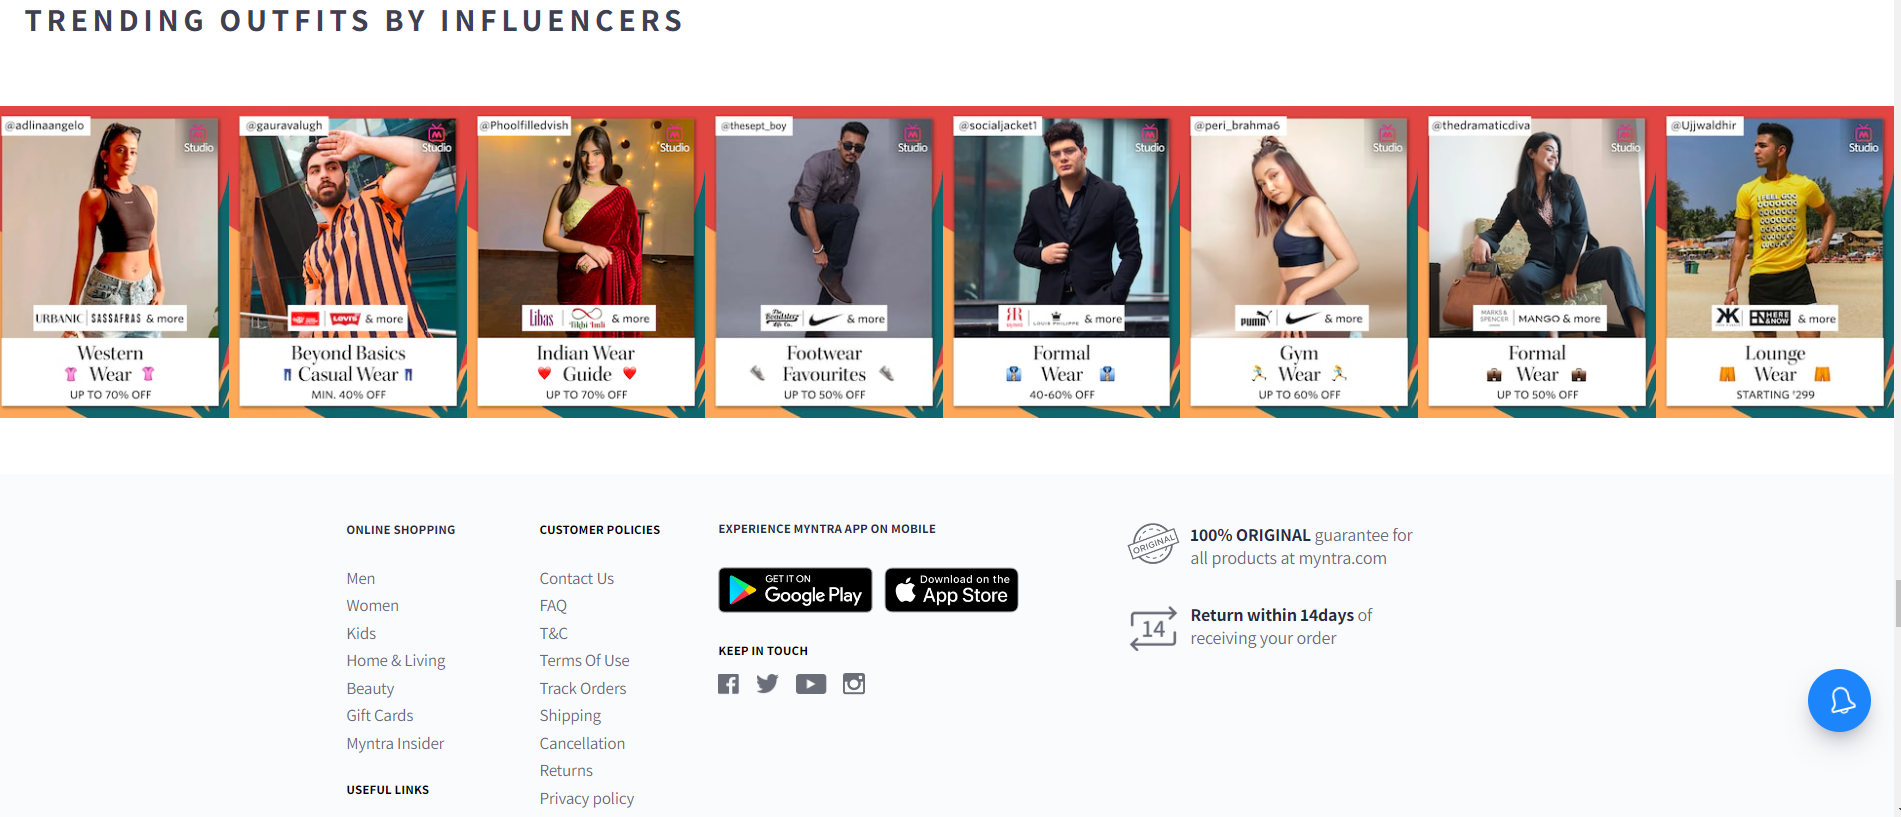 TRENDING OUTFITS BY INFLUENCERS
@adlinaangelo
Studio
URBANIC | SASSAFRAS & more
Western
Wear
UP TO 70% OFF
@gauravalugh
Studio
LEVI'S & more
Beyond Basics
Casual Wear
MIN. 40% OFF
@Phoolfilledvish
Studio
Libas
Tikhi Imli & more
Indian Wear
Guide
UP TO 70% OFF
@thesept_boy
Studio
The
Roadster
Life Co.
& more
Footwear
Favourites
UP TO 50% OFF
@socialjacket1
Studio
LOUIS PHILIPPE & more
Formal
Wear
40-60% OFF
@peri_brahma6
Studio
PUMA & more
Gym
Wear
UP TO 60% OFF
@thedramaticdiva
Studio
MARKS &
SPENCER | MANGO & more
Formal
Wear
UP TO 50% OFF
@Ujjwaldhir
Studio
HERE
&NOW & more
Lounge
Wear
STARTING ₹299
ONLINE SHOPPING
Men
Women
Kids
Home & Living
Beauty
Gift Cards
Myntra Insider
USEFUL LINKS
CUSTOMER POLICIES
Contact Us
FAQ
T&C
Terms Of Use
Track Orders
Shipping
Cancellation
Returns
Privacy policy
EXPERIENCE MYNTRA APP ON MOBILE
GET IT ON
Google Play
Download on the
App Store
KEEP IN TOUCH
ORIGINAL
100% ORIGINAL guarantee for
all products at myntra.com
14
Return within 14days of
receiving your order